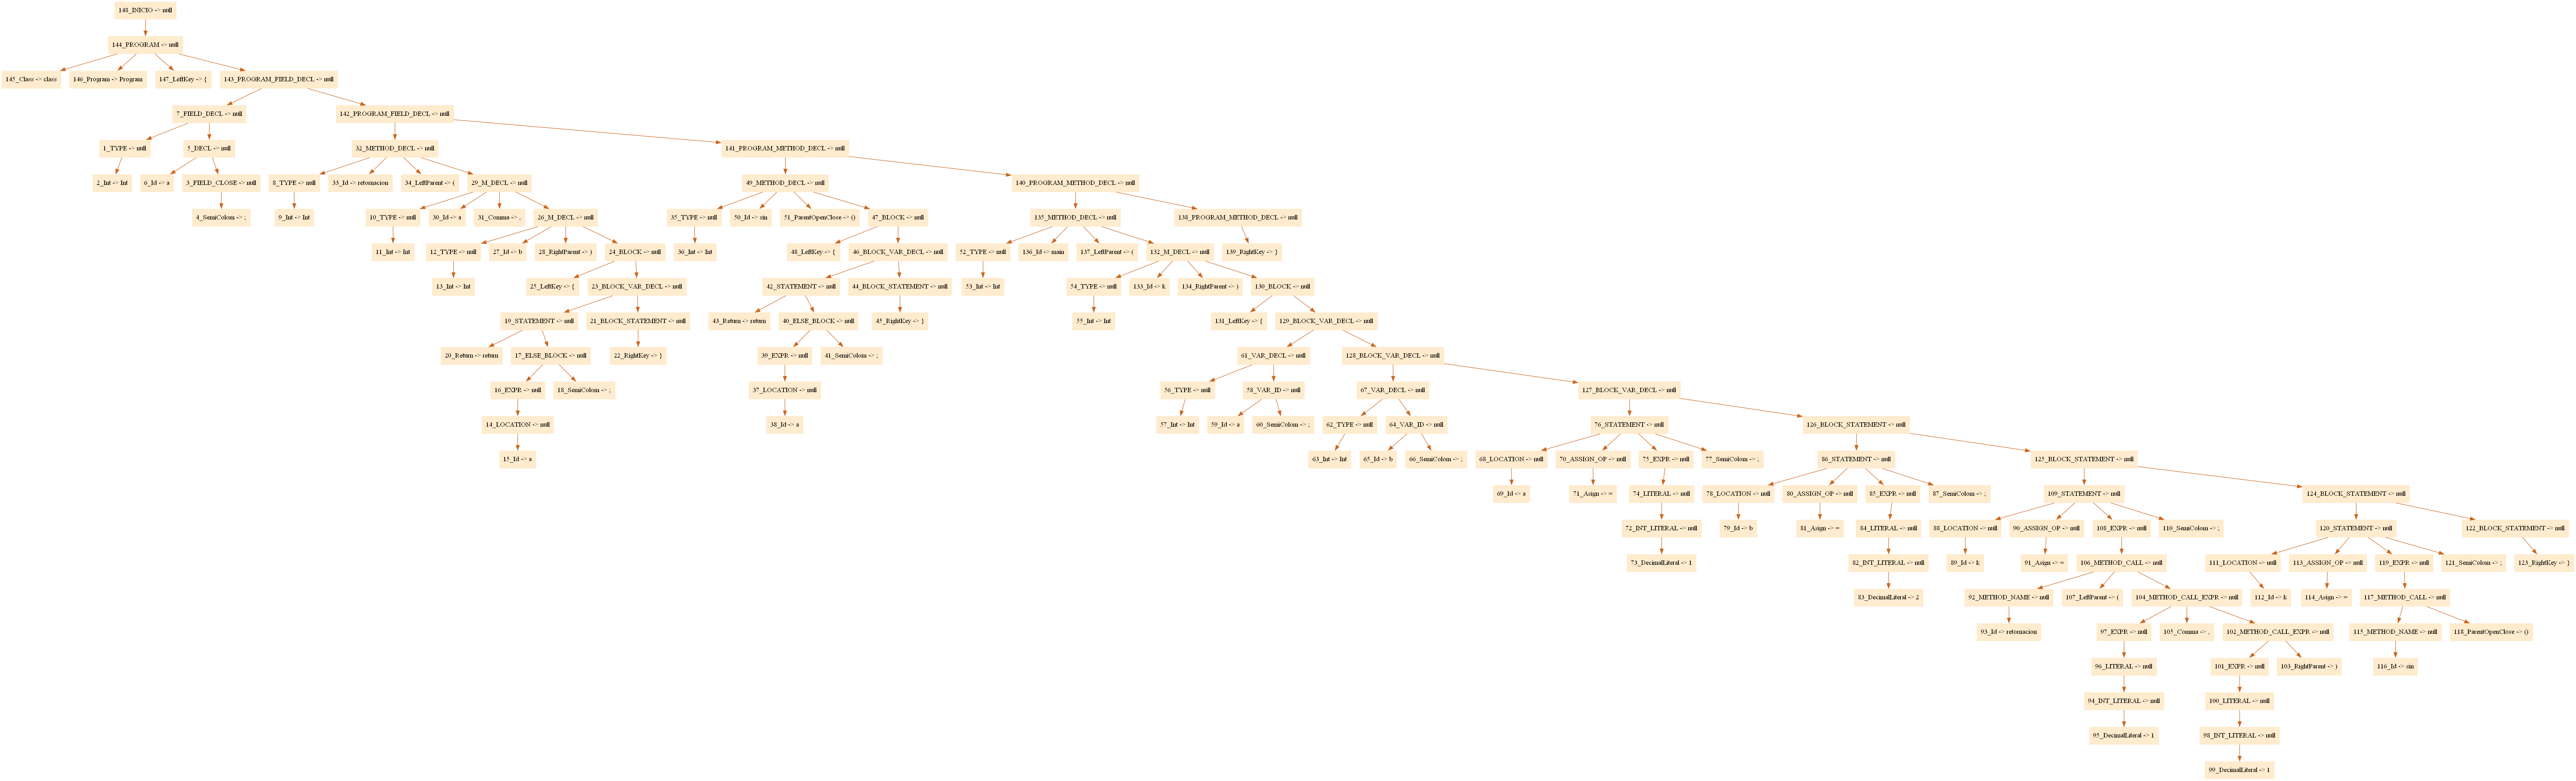 148_INICIO -> null
144_PROGRAM -> null
145_Class -> class
146_Program -> Program
147_LeftKey -> {
143_PROGRAM_FIELD_DECL -> null
7_FIELD_DECL -> null
142_PROGRAM_FIELD_DECL -> null
1_TYPE -> null
5_DECL -> null
32_METHOD_DECL -> null
141_PROGRAM_METHOD_DECL -> null
2_Int -> Int
6_Id -> a
3_FIELD_CLOSE -> null
8_TYPE -> null
33_Id -> retornacion
34_LeftParent -> (
29_M_DECL -> null
49_METHOD_DECL -> null
140_PROGRAM_METHOD_DECL -> null
4_SemiColom -> ;
9_Int -> Int
10_TYPE -> null
30_Id -> a
31_Comma -> ,
26_M_DECL -> null
35_TYPE -> null
50_Id -> sin
51_ParentOpenClose -> ()
47_BLOCK -> null
135_METHOD_DECL -> null
138_PROGRAM_METHOD_DECL -> null
11_Int -> Int
12_TYPE -> null
27_Id -> b
28_RightParent -> )
24_BLOCK -> null
36_Int -> Int
48_LeftKey -> {
46_BLOCK_VAR_DECL -> null
52_TYPE -> null
136_Id -> main
137_LeftParent -> (
132_M_DECL -> null
139_RightKey -> }
13_Int -> Int
25_LeftKey -> {
23_BLOCK_VAR_DECL -> null
42_STATEMENT -> null
44_BLOCK_STATEMENT -> null
53_Int -> Int
54_TYPE -> null
133_Id -> k
134_RightParent -> )
130_BLOCK -> null
19_STATEMENT -> null
21_BLOCK_STATEMENT -> null
43_Return -> return
40_ELSE_BLOCK -> null
45_RightKey -> }
55_Int -> Int
131_LeftKey -> {
129_BLOCK_VAR_DECL -> null
20_Return -> return
17_ELSE_BLOCK -> null
22_RightKey -> }
39_EXPR -> null
41_SemiColom -> ;
61_VAR_DECL -> null
128_BLOCK_VAR_DECL -> null
16_EXPR -> null
18_SemiColom -> ;
37_LOCATION -> null
56_TYPE -> null
58_VAR_ID -> null
67_VAR_DECL -> null
127_BLOCK_VAR_DECL -> null
14_LOCATION -> null
38_Id -> a
57_Int -> Int
59_Id -> a
60_SemiColom -> ;
62_TYPE -> null
64_VAR_ID -> null
76_STATEMENT -> null
126_BLOCK_STATEMENT -> null
15_Id -> a
63_Int -> Int
65_Id -> b
66_SemiColom -> ;
68_LOCATION -> null
70_ASSIGN_OP -> null
75_EXPR -> null
77_SemiColom -> ;
86_STATEMENT -> null
125_BLOCK_STATEMENT -> null
69_Id -> a
71_Asign -> =
74_LITERAL -> null
78_LOCATION -> null
80_ASSIGN_OP -> null
85_EXPR -> null
87_SemiColom -> ;
109_STATEMENT -> null
124_BLOCK_STATEMENT -> null
72_INT_LITERAL -> null
79_Id -> b
81_Asign -> =
84_LITERAL -> null
88_LOCATION -> null
90_ASSIGN_OP -> null
108_EXPR -> null
110_SemiColom -> ;
120_STATEMENT -> null
122_BLOCK_STATEMENT -> null
73_DecimalLiteral -> 1
82_INT_LITERAL -> null
89_Id -> k
91_Asign -> =
106_METHOD_CALL -> null
111_LOCATION -> null
113_ASSIGN_OP -> null
119_EXPR -> null
121_SemiColom -> ;
123_RightKey -> }
83_DecimalLiteral -> 2
92_METHOD_NAME -> null
107_LeftParent -> (
104_METHOD_CALL_EXPR -> null
112_Id -> k
114_Asign -> =
117_METHOD_CALL -> null
93_Id -> retornacion
97_EXPR -> null
105_Comma -> ,
102_METHOD_CALL_EXPR -> null
115_METHOD_NAME -> null
118_ParentOpenClose -> ()
96_LITERAL -> null
101_EXPR -> null
103_RightParent -> )
116_Id -> sin
94_INT_LITERAL -> null
100_LITERAL -> null
95_DecimalLiteral -> 1
98_INT_LITERAL -> null
99_DecimalLiteral -> 1